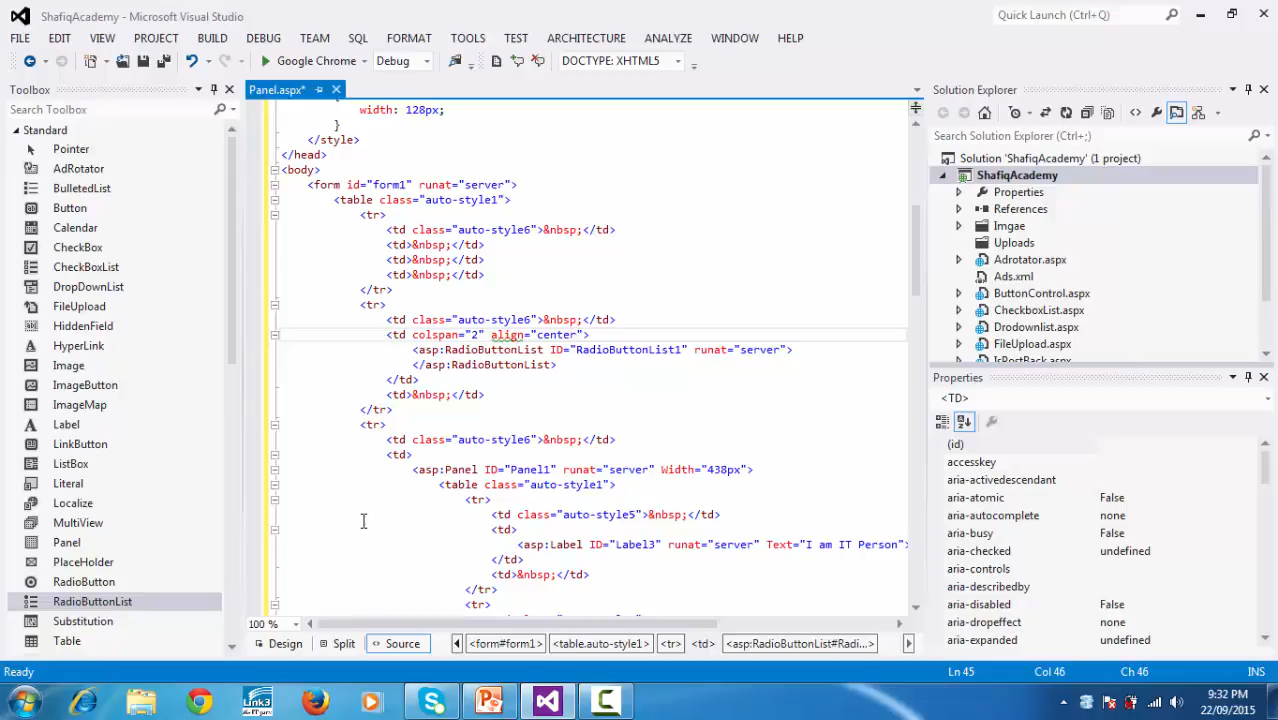 ShafiqAcademy - Microsoft Visual Studio
Quick Launch (Ctrl+Q)
FILE EDIT VIEW PROJECT BUILD DEBUG TEAM SQL FORMAT TOOLS TEST ARCHITECTURE ANALYZE WINDOW HELP
Google Chrome Debug DOCTYPE: XHTML5
Toolbox
Search Toolbox
Standard
Pointer
AdRotator
BulletedList
Button
Calendar
CheckBox
CheckBoxList
DropDownList
FileUpload
HiddenField
HyperLink
Image
ImageButton
ImageMap
Label
LinkButton
ListBox
Literal
Localize
MultiView
Panel
PlaceHolder
RadioButton
RadioButtonList
Substitution
Table
Panel.aspx*
width: 128px;
}
</style>
</head>
<body>
<form id="form1" runat="server">
<table class="auto-style1">
<tr>
<td class="auto-style6">&nbsp;</td>
<td>&nbsp;</td>
<td>&nbsp;</td>
<td>&nbsp;</td>
</tr>
<tr>
<td class="auto-style6">&nbsp;</td>
<td colspan="2" align="center">
<asp:RadioButtonList ID="RadioButtonList1" runat="server">
</asp:RadioButtonList>
</td>
<td>&nbsp;</td>
</tr>
<tr>
<td class="auto-style6">&nbsp;</td>
<td>
<asp:Panel ID="Panel1" runat="server" Width="438px">
<table class="auto-style1">
<tr>
<td class="auto-style5">&nbsp;</td>
<td>
<asp:Label ID="Label3" runat="server" Text="I am IT Person">
</td>
<td>&nbsp;</td>
</tr>
<tr>
100 %
Design Split Source <form#form1> <table.auto-style1> <tr> <td> <asp:RadioButtonList#Radi...>
Solution Explorer
Search Solution Explorer (Ctrl+;)
Solution 'ShafiqAcademy' (1 project)
ShafiqAcademy
Properties
References
Imgae
Uploads
Adrotator.aspx
Ads.xml
ButtonControl.aspx
CheckboxList.aspx
Drodownlist.aspx
FileUpload.aspx
IsPostBack.aspx
Properties
<TD>
(id)
accesskey
aria-activedescendant
aria-atomic False
aria-autocomplete none
aria-busy False
aria-checked undefined
aria-controls
aria-describedby
aria-disabled False
aria-dropeffect none
aria-expanded undefined
Ready Ln 45 Col 46 Ch 46 INS
Link3
9:32 PM
22/09/2015